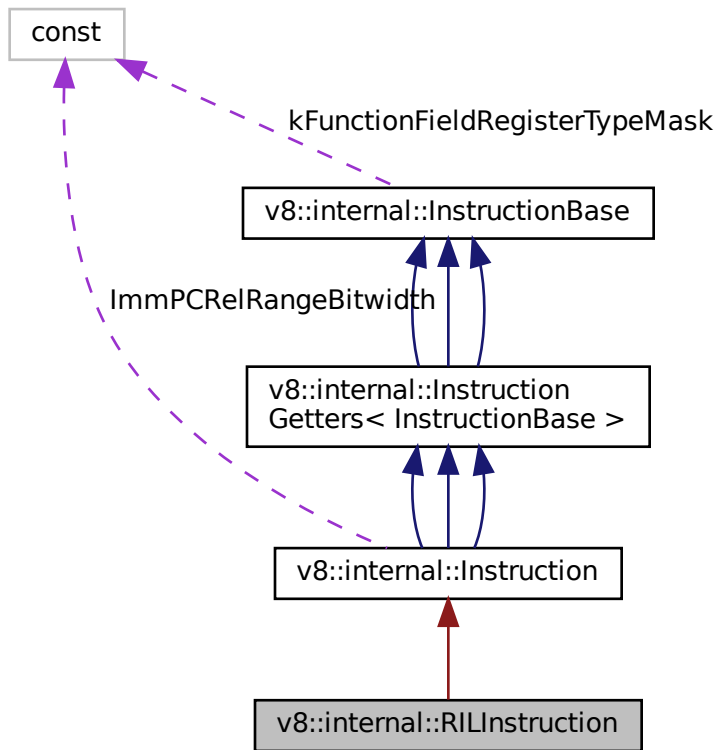 const
kFunctionFieldRegisterTypeMask
v8::internal::InstructionBase
ImmPCRelRangeBitwidth
v8::internal::Instruction
Getters< InstructionBase >
v8::internal::Instruction
v8::internal::RILInstruction